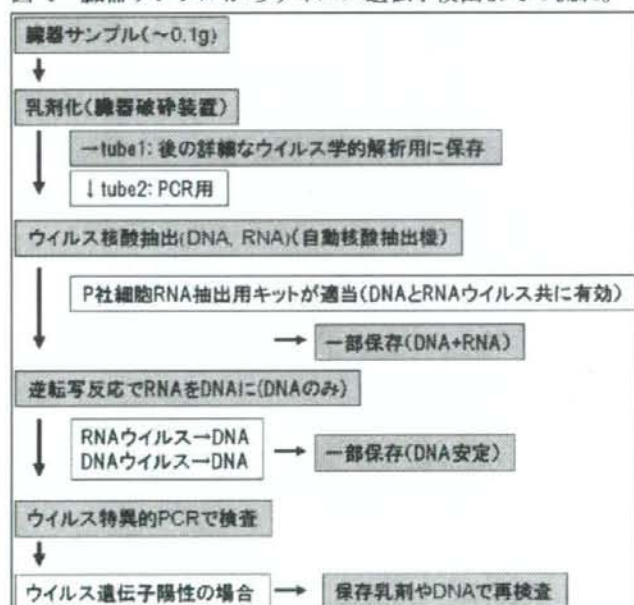 臓器サンプル(~0.1g)
乳剤化(臓器破砕装置)
→tube1: 後の詳細なウイルス学的解析用に保存
↓tube2: PCR用
ウイルス核酸抽出(DNA, RNA)(自動核酸抽出機)
P社細胞RNA抽出用キットが適当(DNAとRNAウイルス共に有効)
一部保存(DNA+RNA)
逆転写反応でRNAをDNAに(DNAのみ)
RNAウイルス→DNA
DNAウイルス→DNA
一部保存(DNA安定)
ウイルス特異的PCRで検査
ウイルス遺伝子陽性の場合
保存乳剤やDNAで再検査